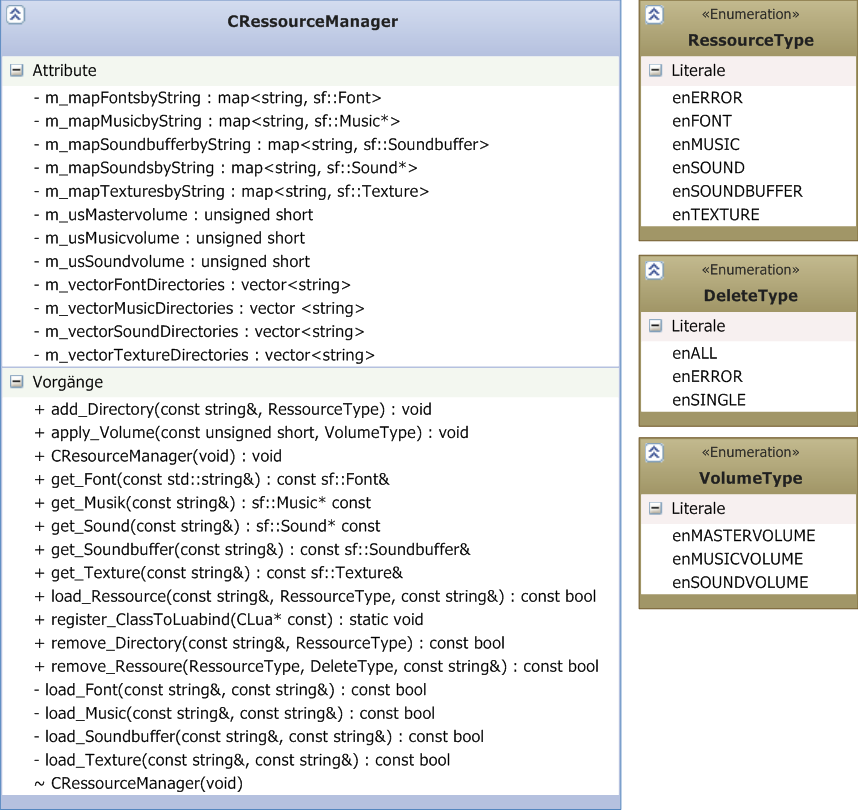 CRessourceManager
Attribute
- m_mapFontsbyString : map<string, sf::Font>
- m_mapMusicbyString : map<string, sf::Music*>
- m_mapSoundbufferbyString : map<string, sf::Soundbuffer>
- m_mapSoundsbyString : map<string, sf::Sound*>
- m_mapTexturesbyString : map<string, sf::Texture>
- m_usMastervolume : unsigned short
- m_usMusicvolume : unsigned short
- m_usSoundvolume : unsigned short
- m_vectorFontDirectories : vector<string>
- m_vectorMusicDirectories : vector <string>
- m_vectorSoundDirectories : vector<string>
- m_vectorTextureDirectories : vector<string>
Vorgänge
+ add_Directory(const string&, RessourceType) : void
+ apply_Volume(const unsigned short, VolumeType) : void
+ CResourceManager(void) : void
+ get_Font(const std::string&) : const sf::Font&
+ get_Musik(const string&) : sf::Music* const
+ get_Sound(const string&) : sf::Sound* const
+ get_Soundbuffer(const string&) : const sf::Soundbuffer&
+ get_Texture(const string&) : const sf::Texture&
+ load_Ressource(const string&, RessourceType, const string&) : const bool
+ register_ClassToLuabind(CLua* const) : static void
+ remove_Directory(const string&, RessourceType) : const bool
+ remove_Ressoure(RessourceType, DeleteType, const string&) : const bool
- load_Font(const string&, const string&) : const bool
- load_Music(const string&, const string&) : const bool
- load_Soundbuffer(const string&, const string&) : const bool
- load_Texture(const string&, const string&) : const bool
~ CRessourceManager(void)
«Enumeration»
RessourceType
Literale
enERROR
enFONT
enMUSIC
enSOUND
enSOUNDBUFFER
enTEXTURE
«Enumeration»
DeleteType
Literale
enALL
enERROR
enSINGLE
«Enumeration»
VolumeType
Literale
enMASTERVOLUME
enMUSICVOLUME
enSOUNDVOLUME